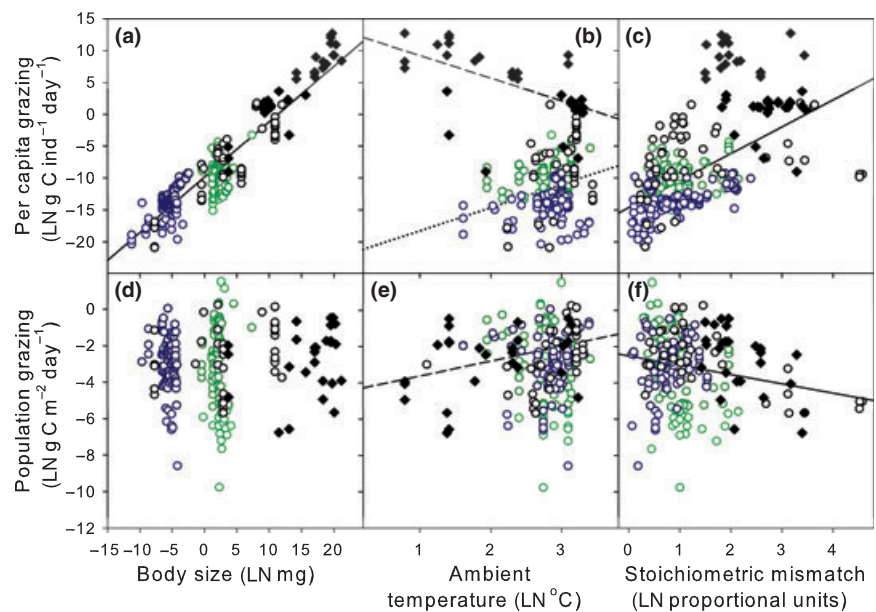 (a)
(b)
(c)
15
10
5
0
−5
−10
−15
−20
Per capita grazing
(LN g C ind⁻¹ day⁻¹)
(d)
(e)
(f)
0
−2
−4
−6
−8
−10
−12
Population grazing
(LN g C m⁻² day⁻¹)
−15 −10 −5 0 5 10 15 20
1 2 3
0 1 2 3 4
Body size (LN mg)
Ambient
temperature (LN °C)
Stoichiometric mismatch
(LN proportional units)